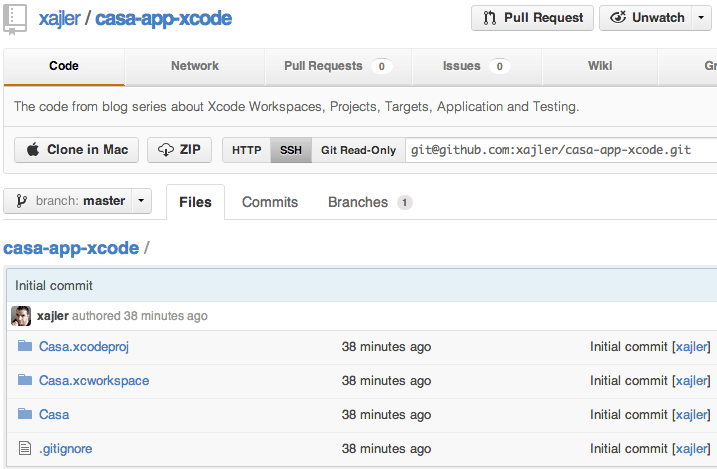 xajler / casa-app-xcode Pull Request Unwatch
Code Network Pull Requests 0 Issues 0 Wiki Gr
The code from blog series about Xcode Workspaces, Projects, Targets, Application and Testing.
Clone in Mac ZIP HTTP SSH Git Read-Only git@github.com:xajler/casa-app-xcode.git
branch: master Files Commits Branches 1
casa-app-xcode /
Initial commit
xajler authored 38 minutes ago
Casa.xcodeproj 38 minutes ago Initial commit [xajler]
Casa.xcworkspace 38 minutes ago Initial commit [xajler]
Casa 38 minutes ago Initial commit [xajler]
.gitignore 38 minutes ago Initial commit [xajler]